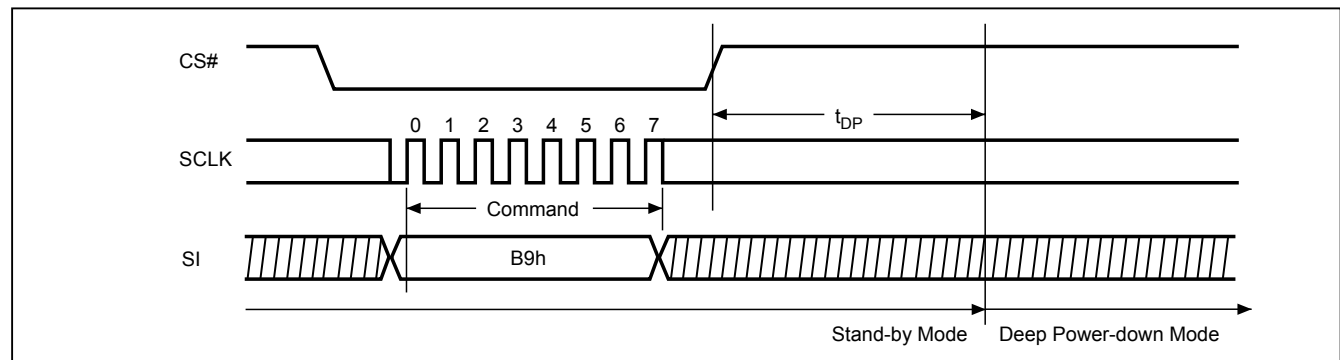 CS#
t_DP
0 1 2 3 4 5 6 7
SCLK
Command
SI
B9h
Stand-by Mode
Deep Power-down Mode